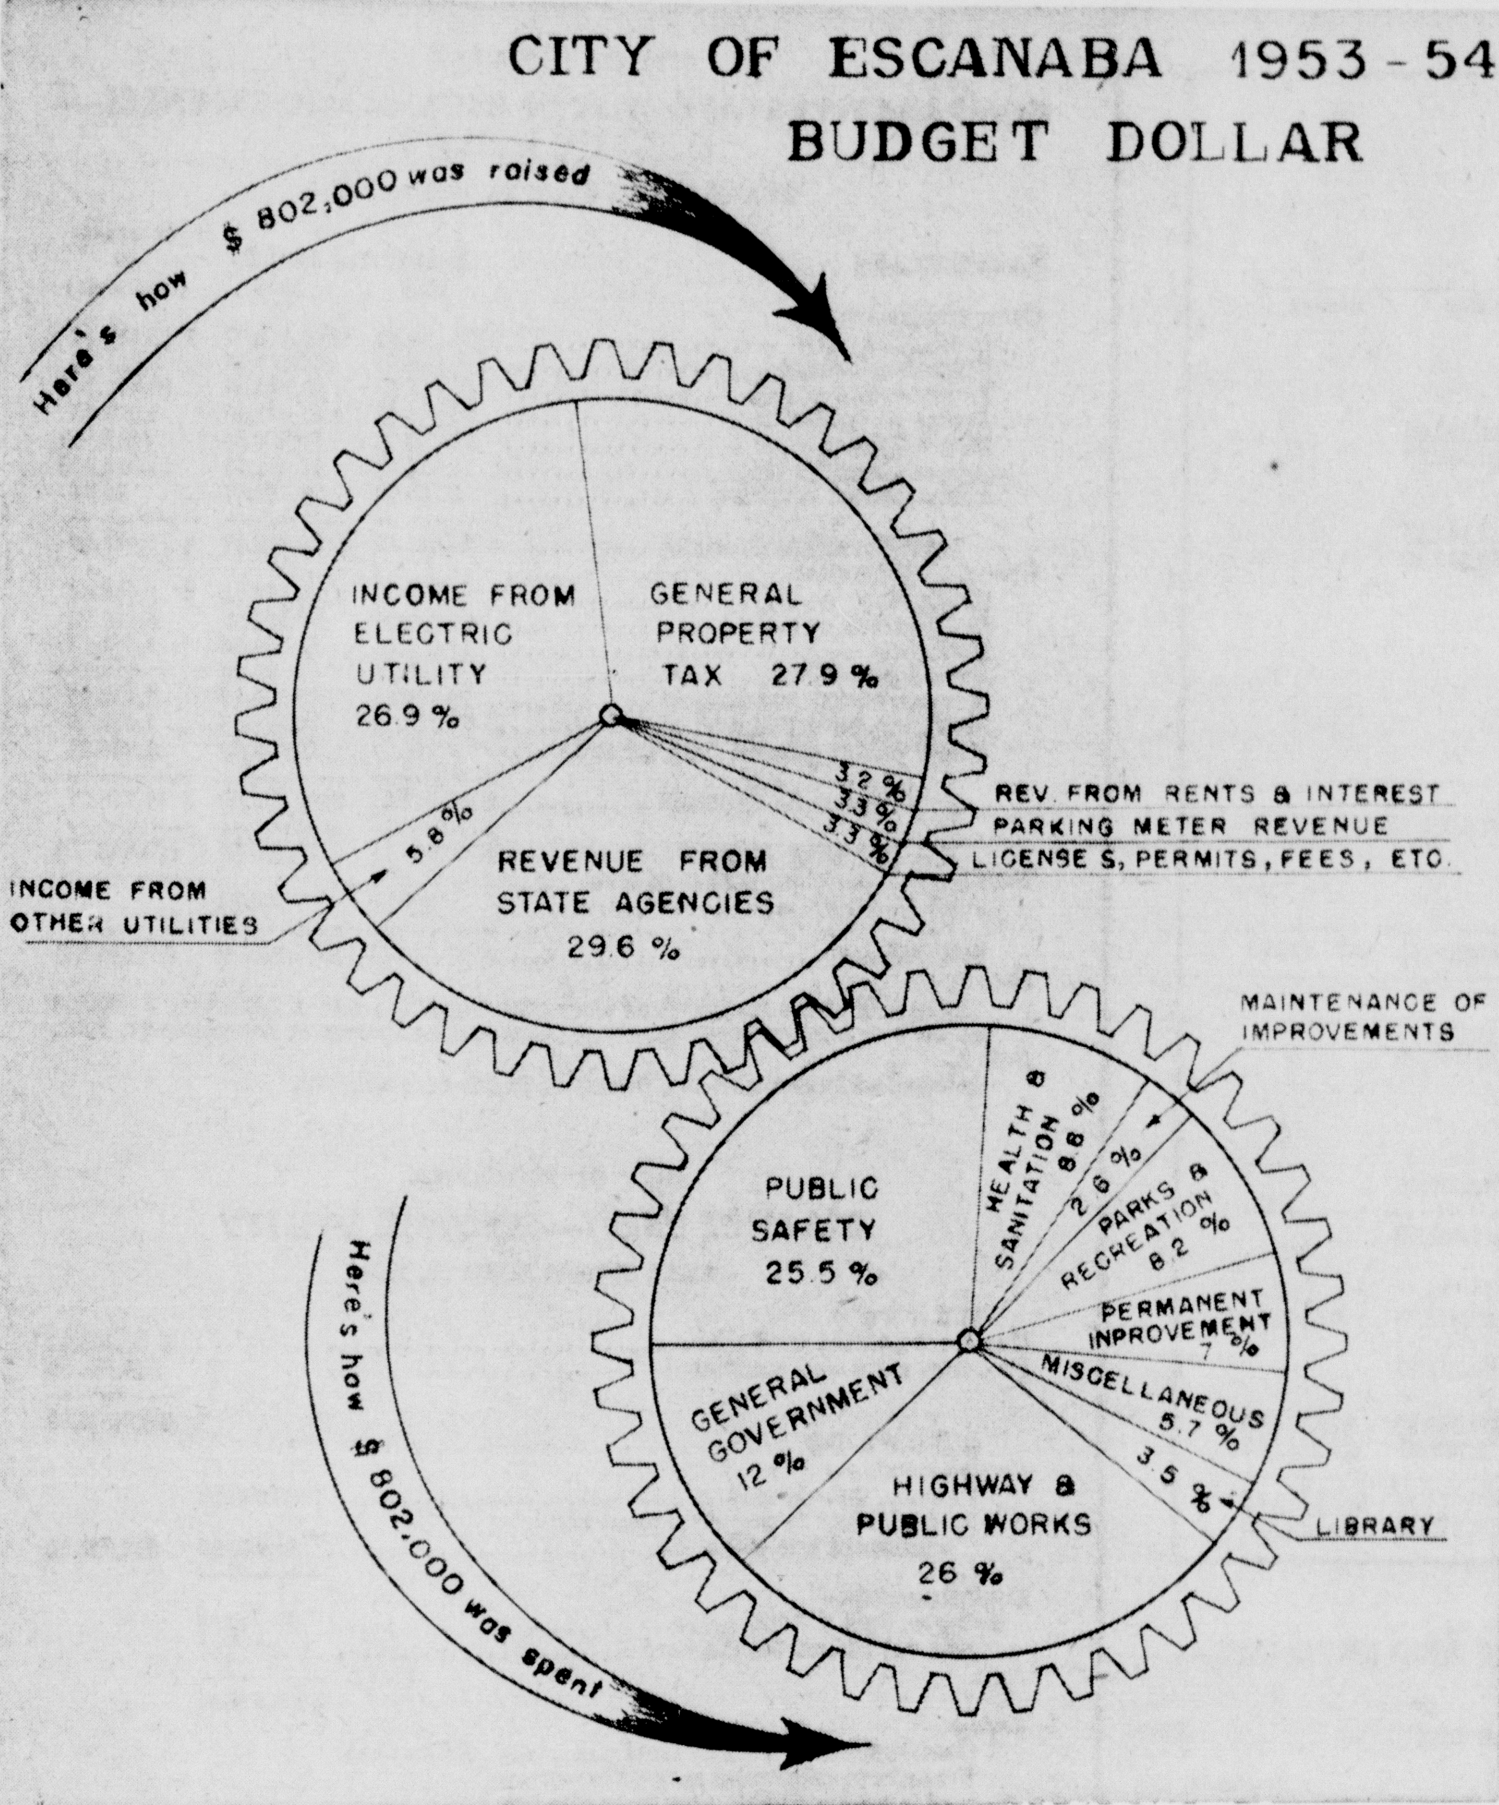 CITY OF ESCANABA 1953-54
BUDGET DOLLAR
Here's how $ 802,000 was raised
INCOME FROM
ELECTRIC
UTILITY
26.9 %
GENERAL
PROPERTY
TAX 27.9 %
3.2 %
3.3 %
3.3 %
REV. FROM RENTS & INTEREST
PARKING METER REVENUE
LICENSES, PERMITS, FEES, ETC.
5.8 %
INCOME FROM
OTHER UTILITIES
REVENUE FROM
STATE AGENCIES
29.6 %
MAINTENANCE OF
IMPROVEMENTS
HEALTH &
SANITATION
8.8 %
2.6 %
PARKS &
RECREATION
8.2 %
PUBLIC
SAFETY
25.5 %
PERMANENT
INPROVEMENT
7 %
MISCELLANEOUS
5.7 %
3.5 %
LIBRARY
GENERAL
GOVERNMENT
12 %
HIGHWAY &
PUBLIC WORKS
26 %
Here's how $ 802,000 was spent